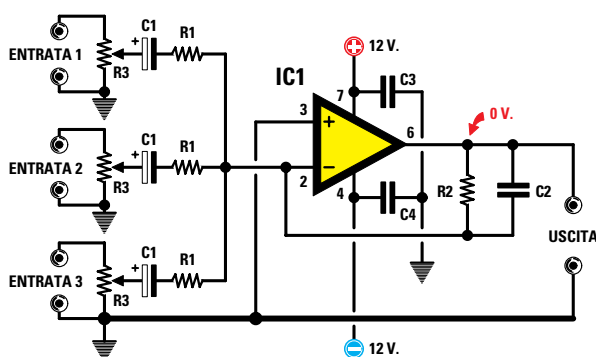 ENTRATA 1
R3
+
C1
R1
ENTRATA 2
R3
+
C1
R1
ENTRATA 3
R3
+
C1
R1
IC1
+
−
3
2
7
4
6
+ 12 V.
C3
C4
0 V.
R2
C2
USCITA
− 12 V.